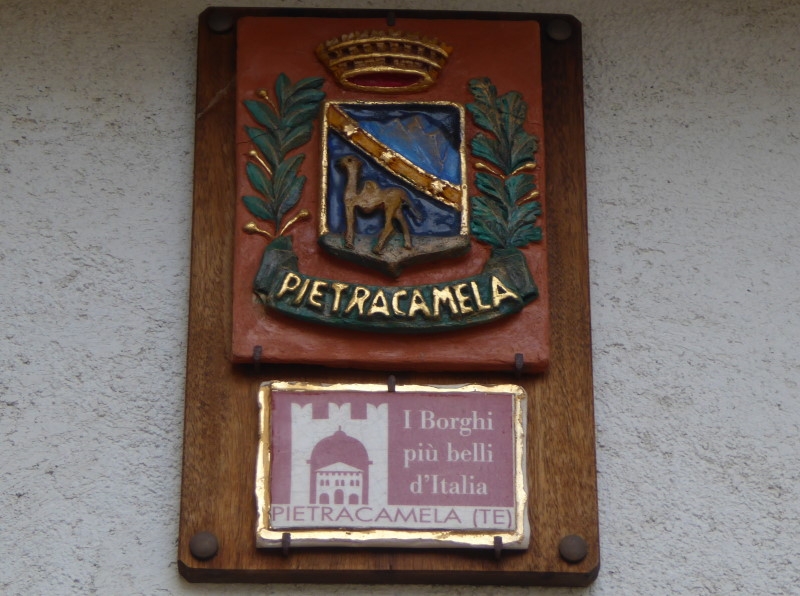 PIETRACAMELA
I Borghi
più belli
d'Italia
PIETRACAMELA (TE)